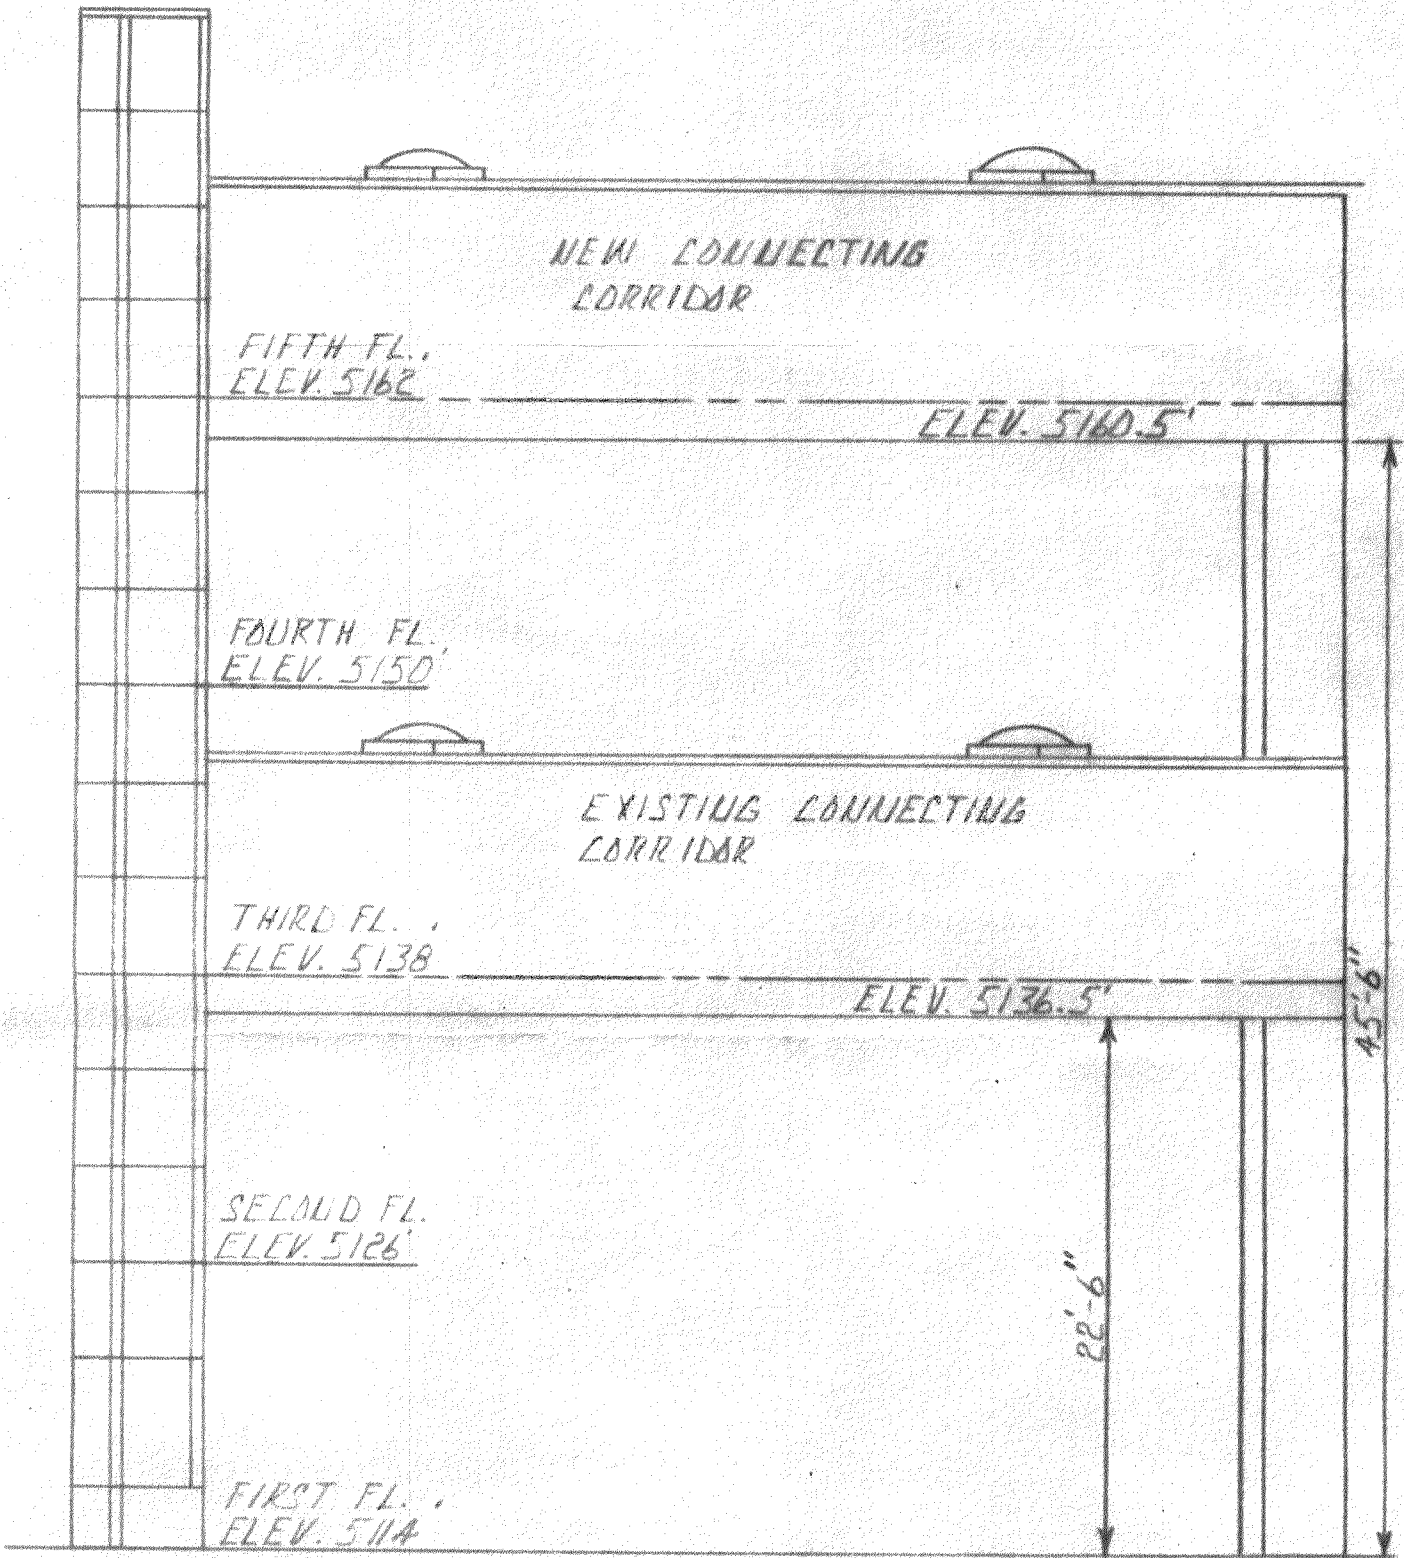 NEW CONNECTING
CORRIDOR
FIFTH FL.
ELEV. 5162'
ELEV. 5160.5'
FOURTH FL.
ELEV. 5150'
EXISTING CONNECTING
CORRIDOR
THIRD FL.
ELEV. 5138'
ELEV. 5136.5'
45'-6"
SECOND FL.
ELEV. 5126'
22'-6"
FIRST FL.
ELEV. 5114'